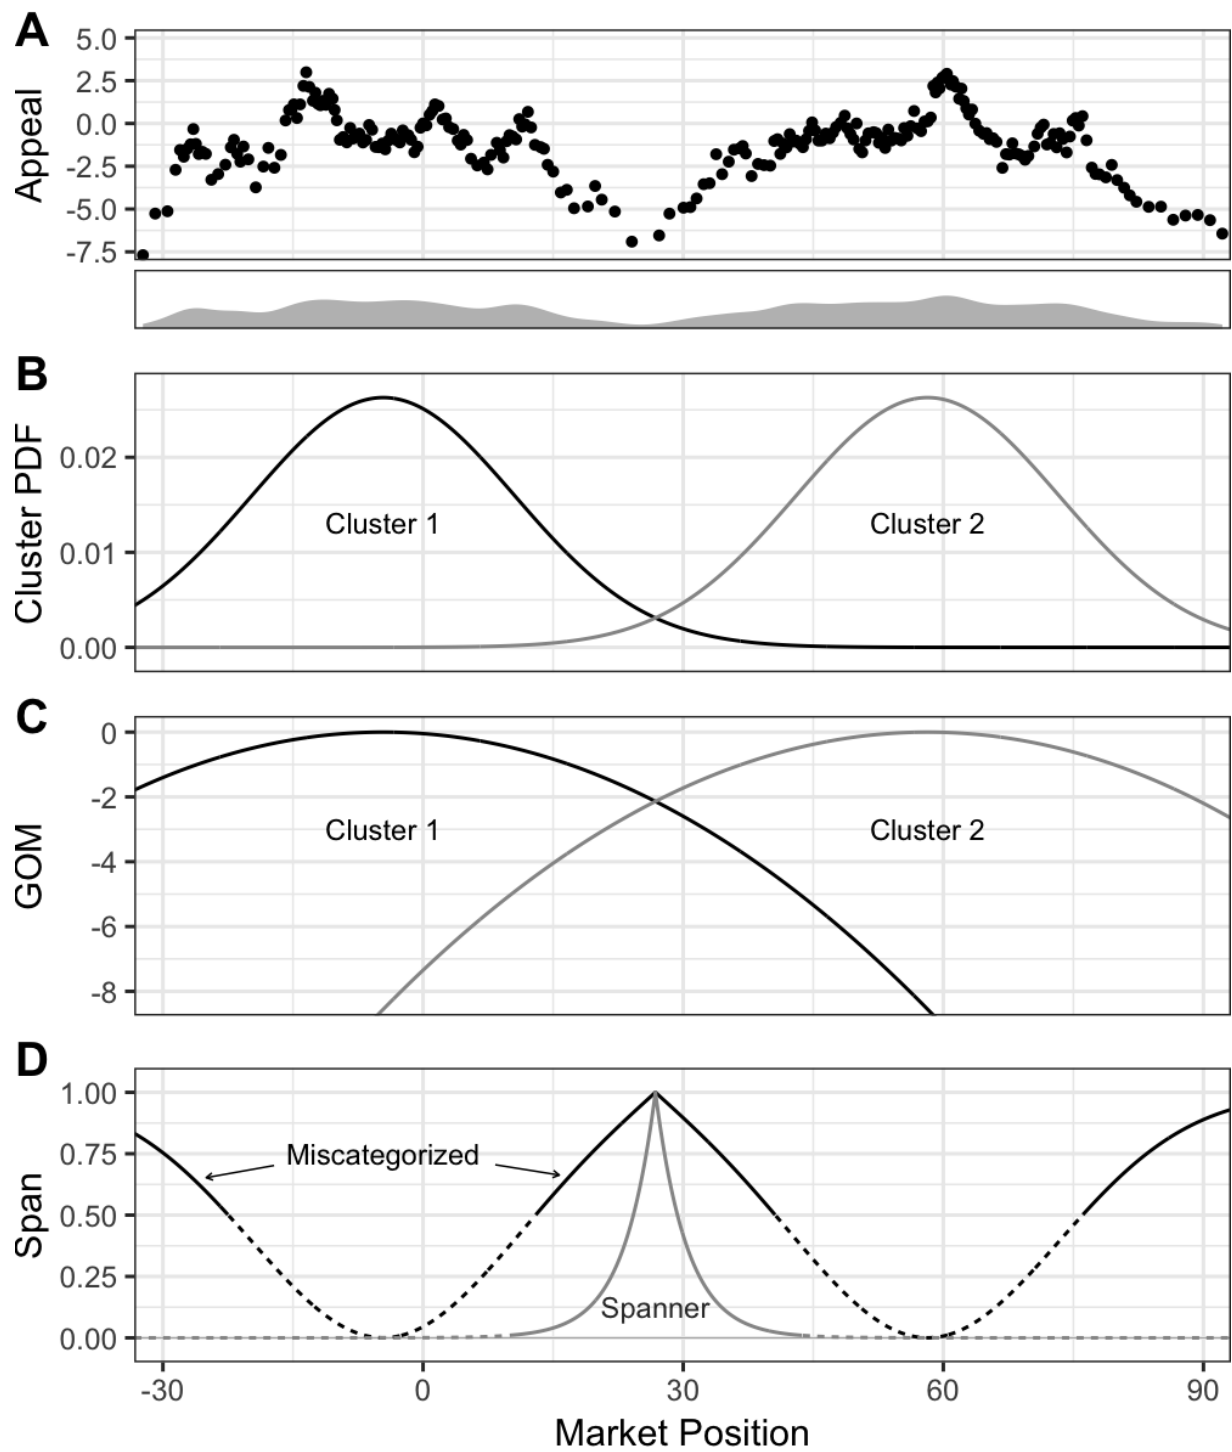 A
Appeal
5.0
2.5
0.0
-2.5
-5.0
-7.5
B
Cluster PDF
0.02
0.01
0.00
Cluster 1
Cluster 2
C
GOM
0
-2
-4
-6
-8
Cluster 1
Cluster 2
D
Span
1.00
0.75
0.50
0.25
0.00
Miscategorized
Spanner
-30 0 30 60 90
Market Position